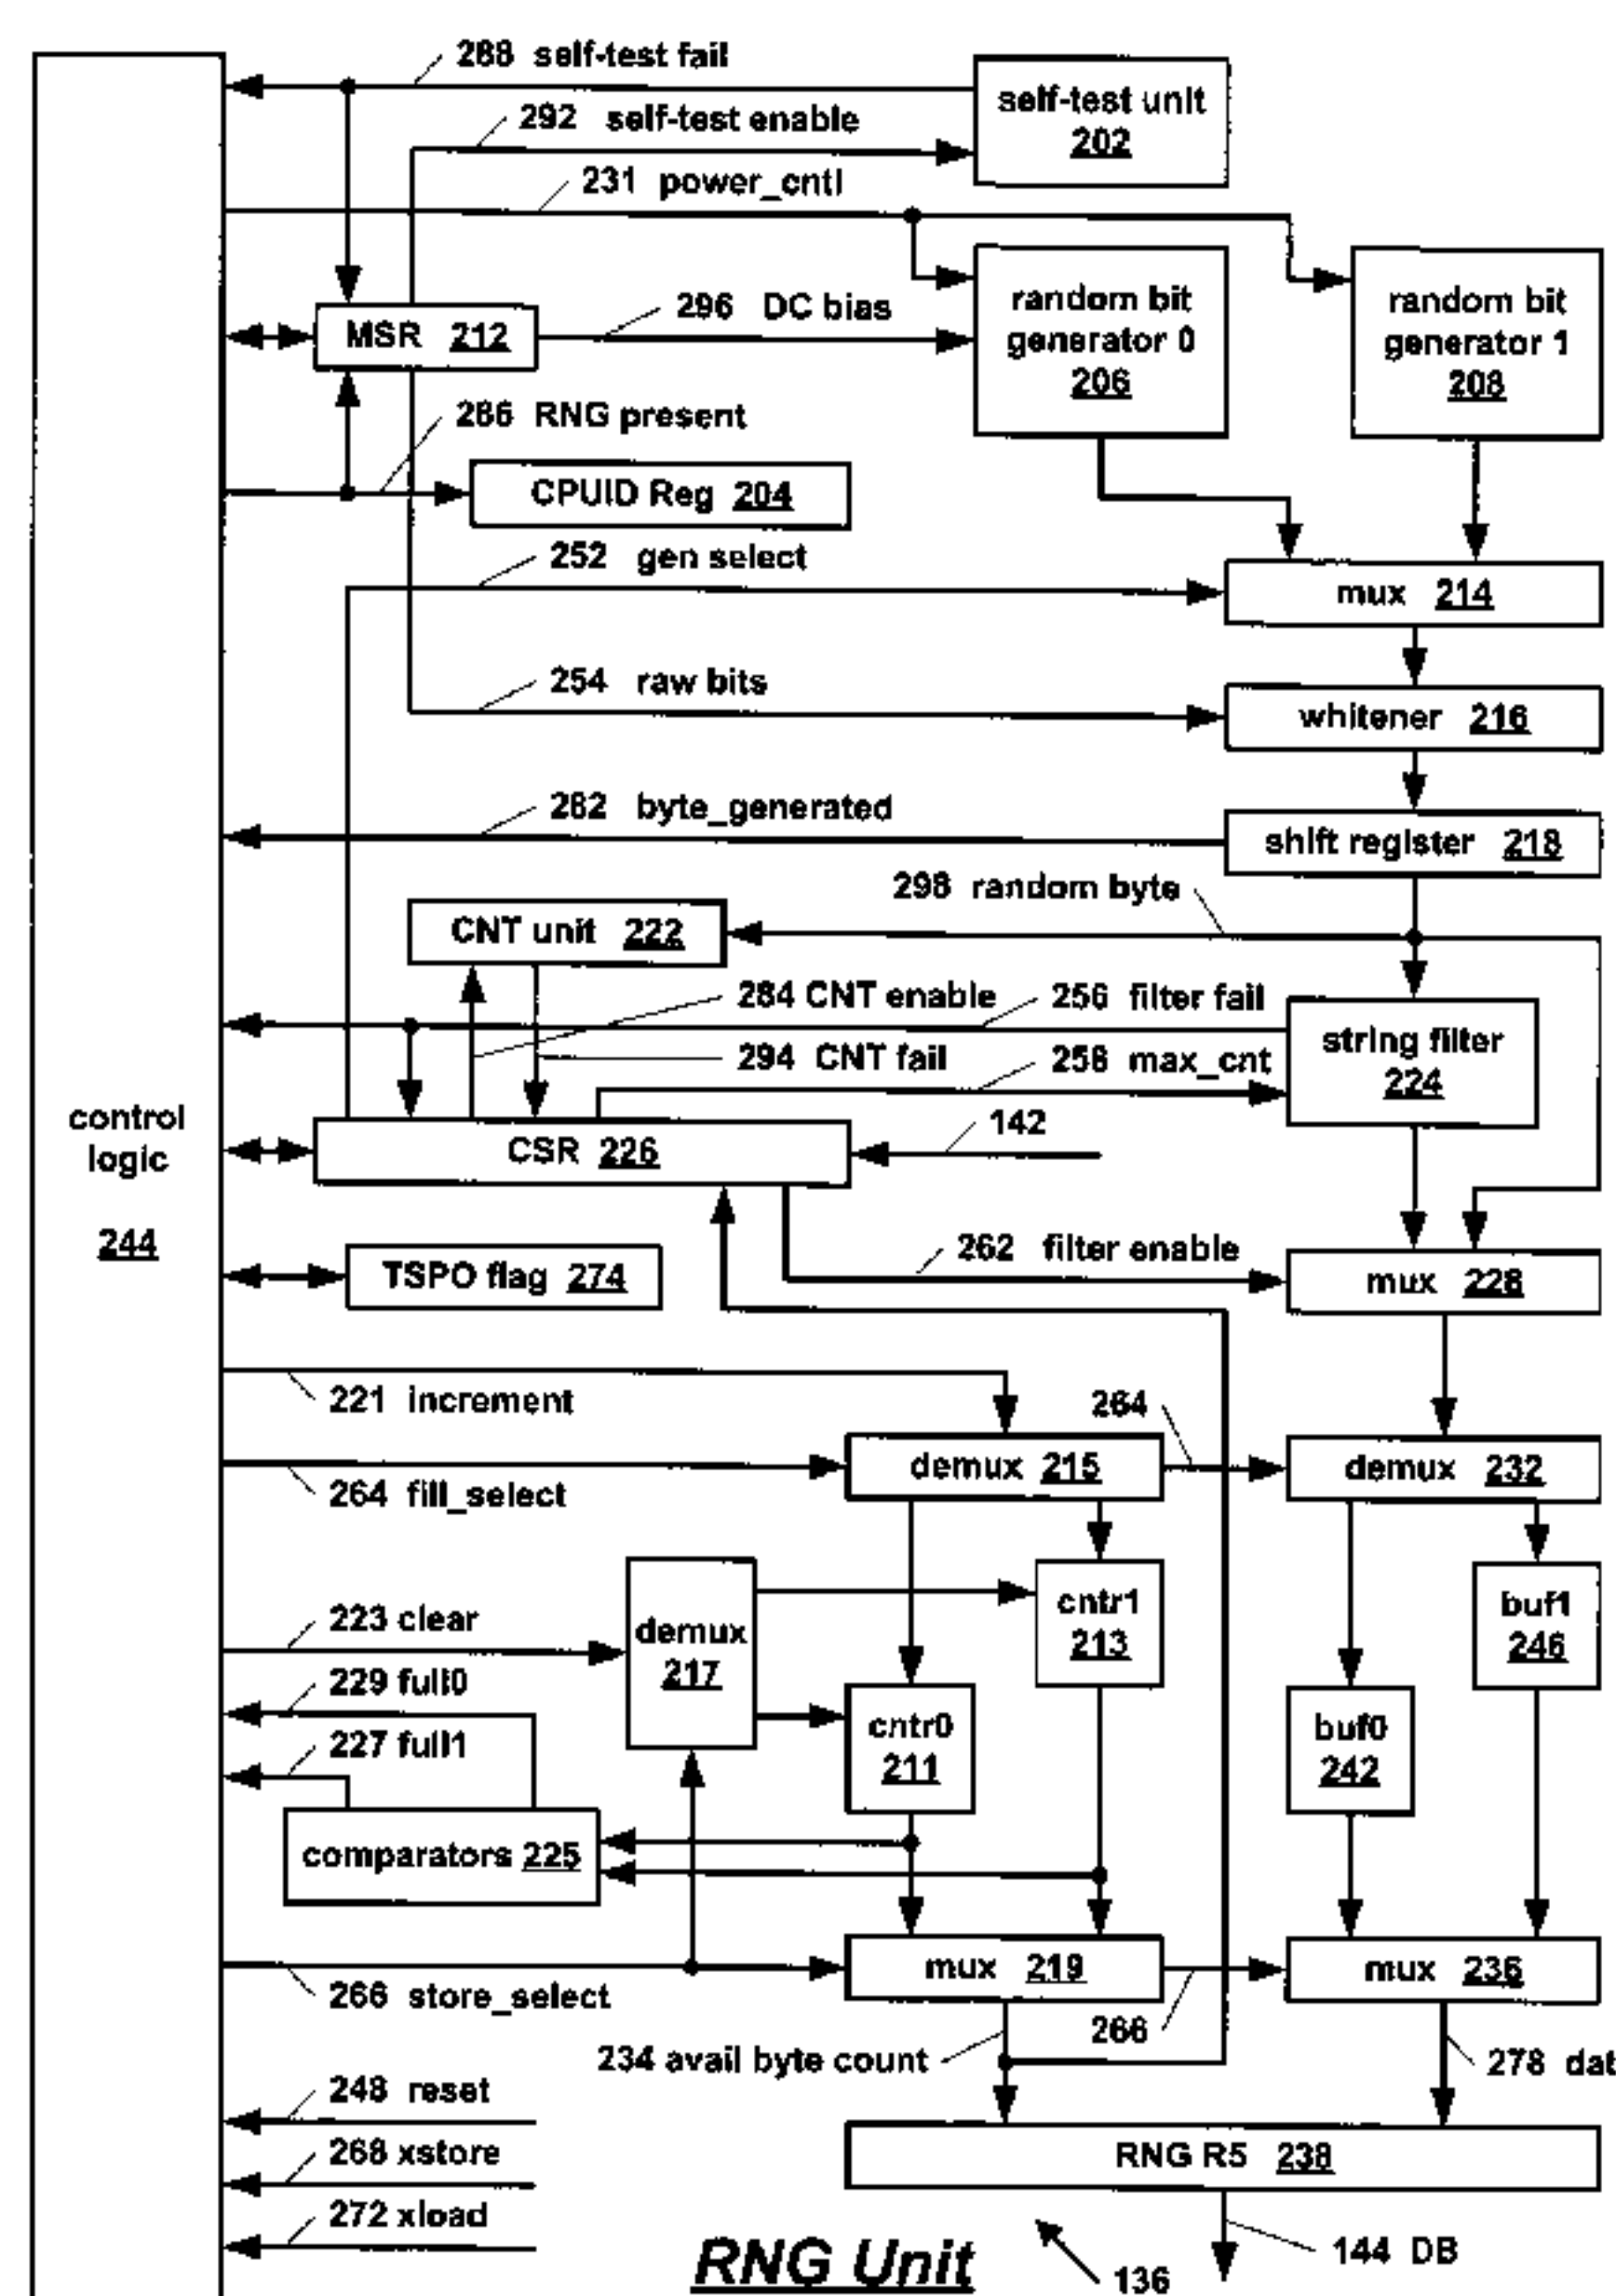 288 self-test fail
self-test unit
202
292 self-test enable
231 power_cntl
random bit
generator 0
206
random bit
generator 1
208
296 DC bias
MSR 212
286 RNG present
CPUID Reg 204
252 gen select
mux 214
254 raw bits
whitener 216
282 byte_generated
shift register 218
298 random byte
CNT unit 222
284 CNT enable
256 filter fail
string filter
224
294 CNT fail
258 max_cnt
142
control
logic
244
CSR 226
262 filter enable
TSPO flag 274
mux 228
221 increment
264
demux 215
demux 232
264 fill_select
cntr1
213
buf1
246
223 clear
demux
217
229 full0
cntr0
211
buf0
242
227 full1
comparators 225
mux 219
mux 236
266 store_select
266
234 avail byte count
278 dat
248 reset
RNG R5 238
268 xstore
272 xload
144 DB
RNG Unit
136